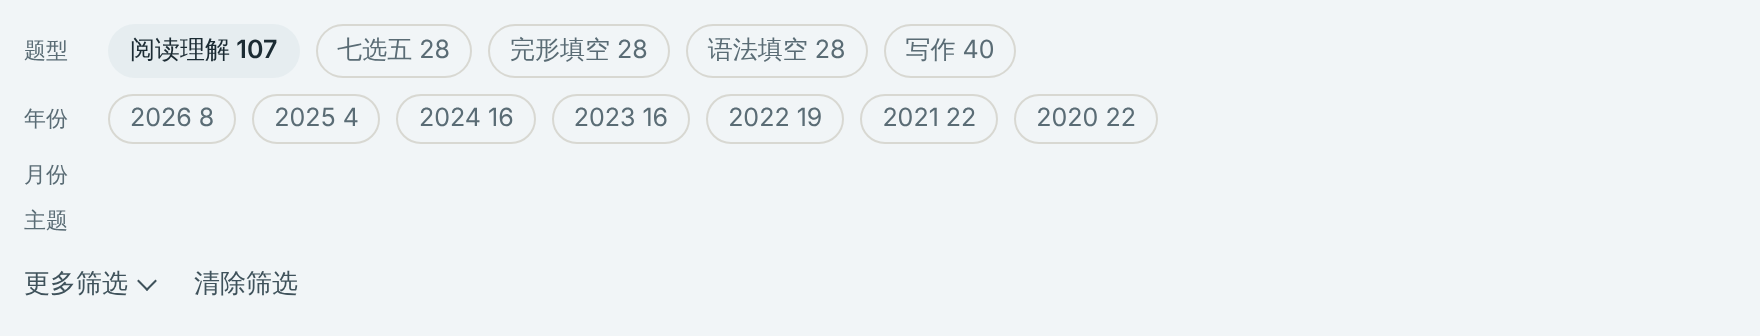 题型 阅读理解 107 七选五 28 完形填空 28 语法填空 28 写作 40
年份 2026 8 2025 4 2024 16 2023 16 2022 19 2021 22 2020 22
月份
主题
更多筛选 清除筛选